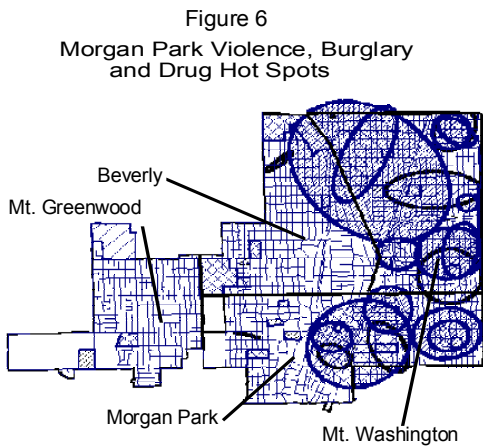 Figure 6
Morgan Park Violence, Burglary
and Drug Hot Spots
Beverly
Mt. Greenwood
Morgan Park
Mt. Washington